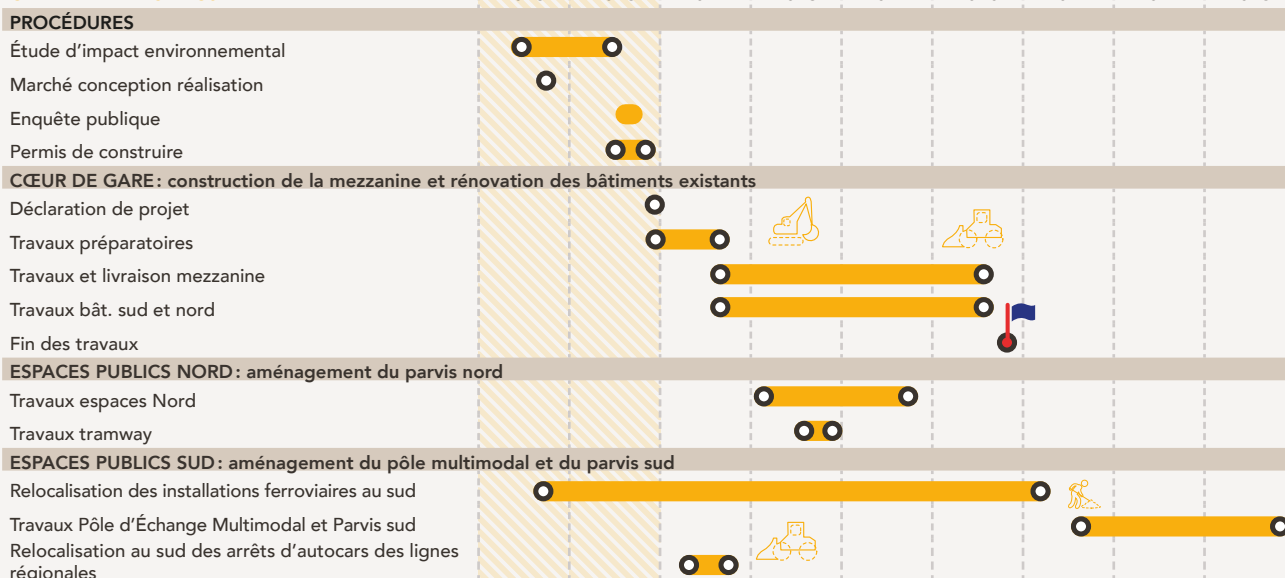 PROCÉDURES
Étude d’impact environnemental
Marché conception réalisation
Enquête publique
Permis de construire
CŒUR DE GARE : construction de la mezzanine et rénovation des bâtiments existants
Déclaration de projet
Travaux préparatoires
Travaux et livraison mezzanine
Travaux bât. sud et nord
Fin des travaux
ESPACES PUBLICS NORD : aménagement du parvis nord
Travaux espaces Nord
Travaux tramway
ESPACES PUBLICS SUD : aménagement du pôle multimodal et du parvis sud
Relocalisation des installations ferroviaires au sud
Travaux Pôle d’Échange Multimodal et Parvis sud
Relocalisation au sud des arrêts d’autocars des lignes
régionales